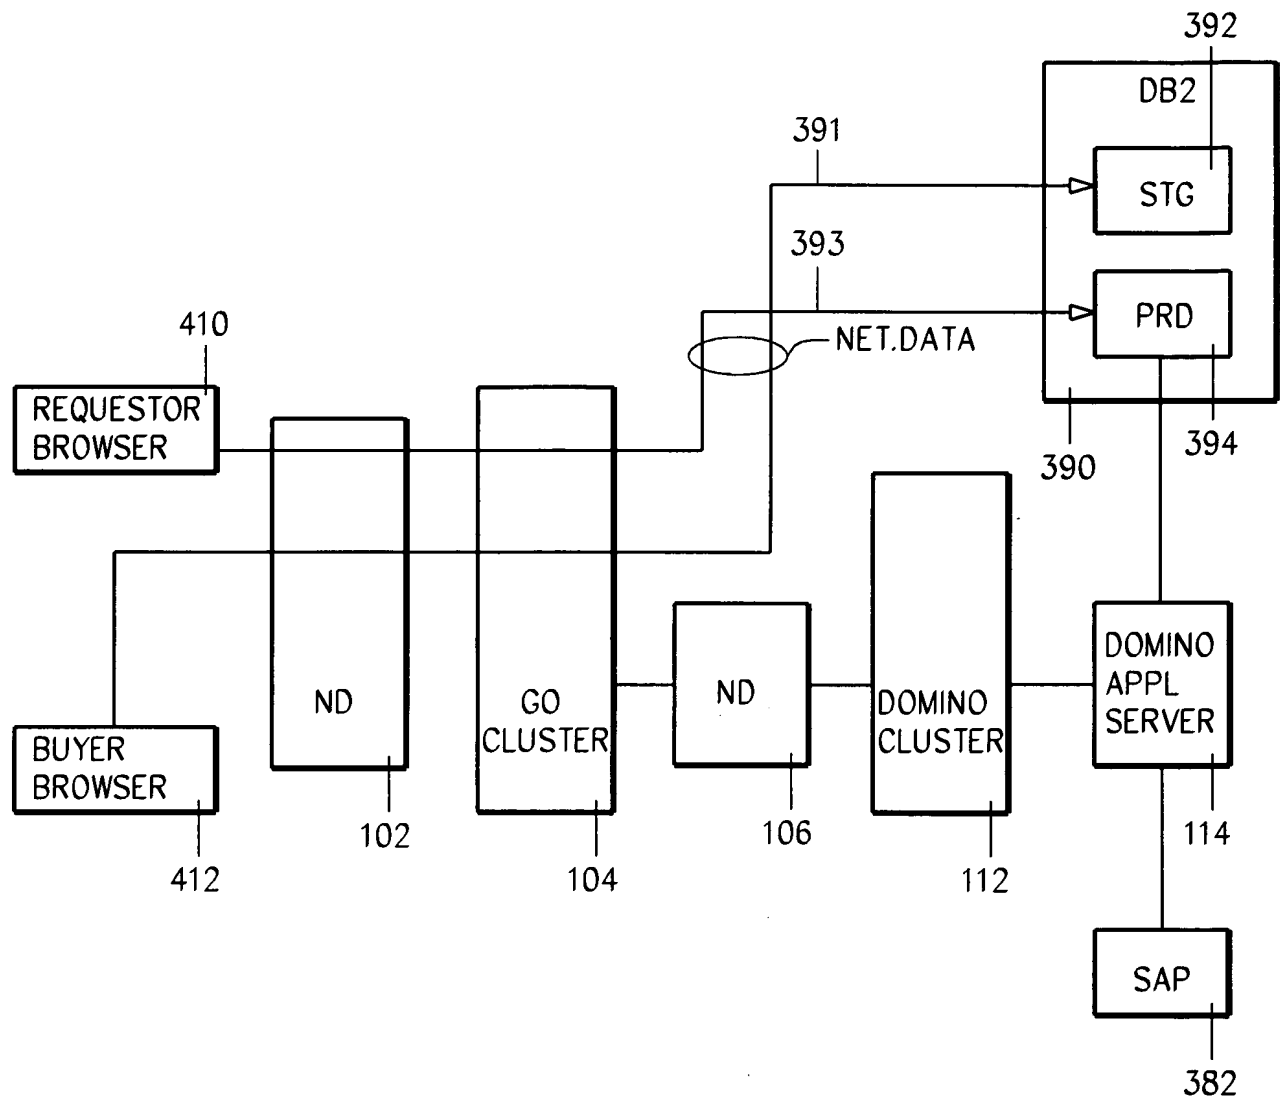 392
DB2
391
STG
393
410
PRD
NET.DATA
REQUESTOR
BROWSER
394
390
DOMINO
APPL
SERVER
ND
GO
CLUSTER
ND
DOMINO
CLUSTER
BUYER
BROWSER
102
106
114
412
104
112
SAP
382